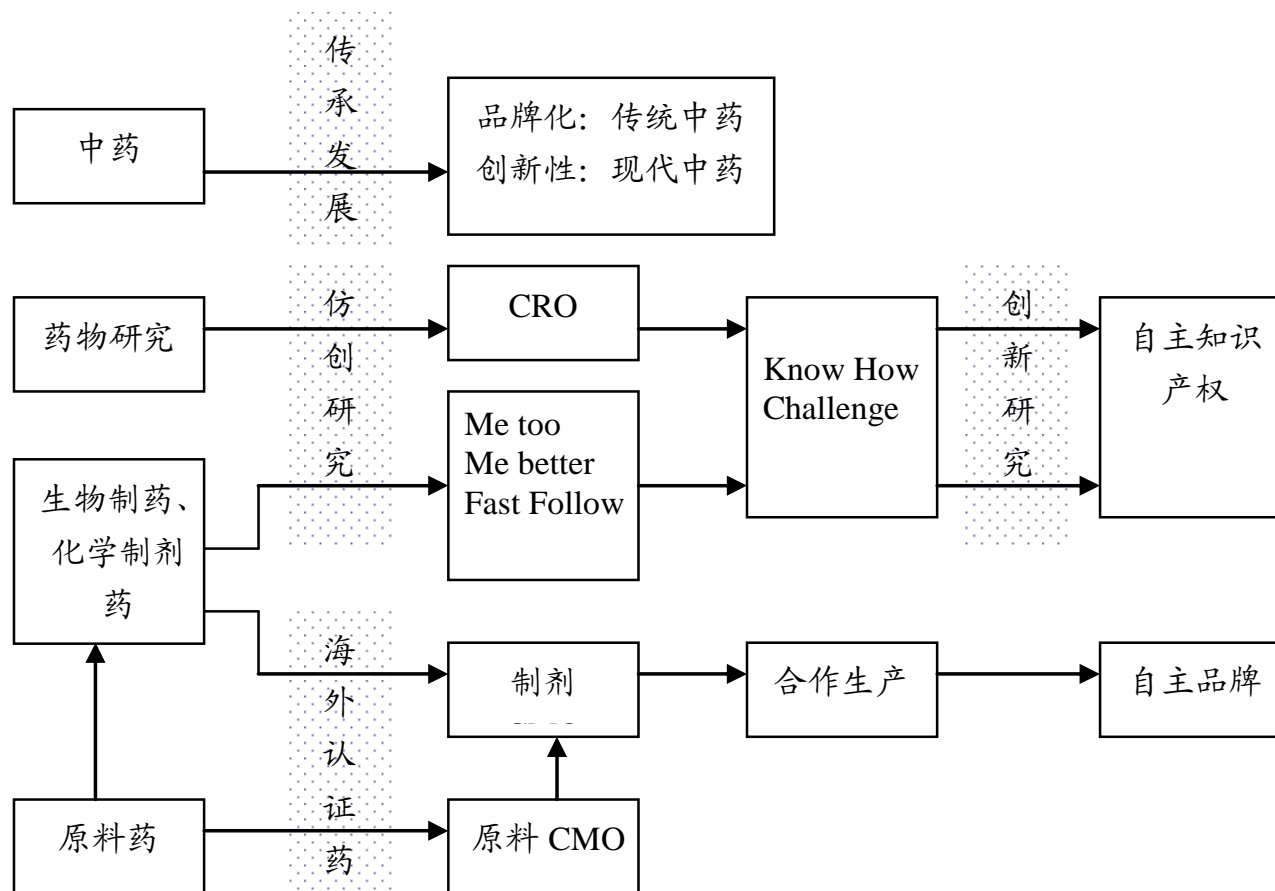 传承发展
中药
品牌化：传统中药
创新性：现代中药
仿创研究
药物研究
CRO
Know How
Challenge
创新研究
自主知识
产权
Me too
Me better
Fast Follow
生物制药、
化学制剂
药
海外认证药
制剂
合作生产
自主品牌
原料药
原料 CMO